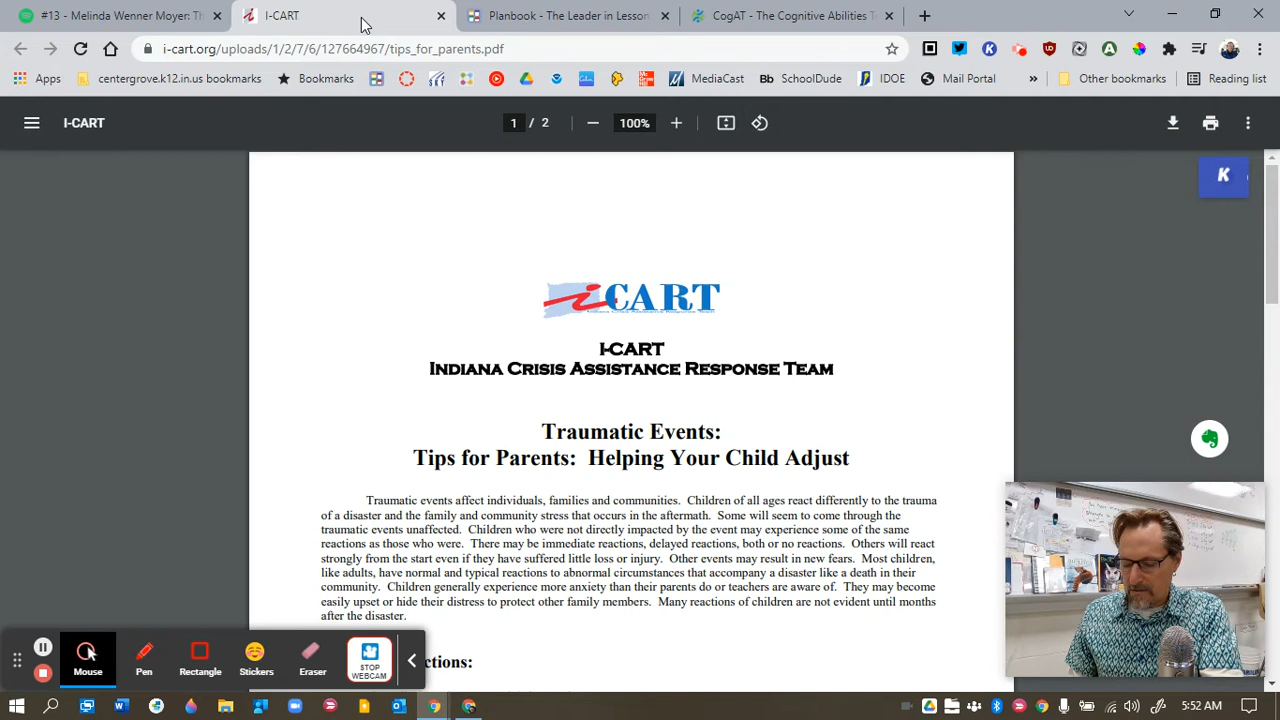 #13 - Melinda Wenner Moyer: Th
I-CART
Planbook - The Leader in Lesson
CogAT - The Cognitive Abilities T
i-cart.org/uploads/1/2/7/6/127664967/tips_for_parents.pdf
Apps
centergrove.k12.in.us bookmarks
Bookmarks
MediaCast
Bb SchoolDude
IDOE
Mail Portal
»
Other bookmarks
Reading list
I-CART
1 / 2
100%
K
iCART
Indiana Crisis Assistance Response Team
I-CART
INDIANA CRISIS ASSISTANCE RESPONSE TEAM
Traumatic Events:
Tips for Parents: Helping Your Child Adjust
Traumatic events affect individuals, families and communities. Children of all ages react differently to the trauma
of a disaster and the family and community stress that occurs in the aftermath. Some will seem to come through the
traumatic events unaffected. Children who were not directly impacted by the event may experience some of the same
reactions as those who were. There may be immediate reactions, delayed reactions, both or no reactions. Others will react
strongly from the start even if they have suffered little loss or injury. Other events may result in new fears. Most children,
like adults, have normal and typical reactions to abnormal circumstances that accompany a disaster like a death in their
community. Children generally experience more anxiety than their parents do or teachers are aware of. They may become
easily upset or hide their distress to protect other family members. Many reactions of children are not evident until months
after the disaster.
ctions:
Mouse
Pen
Rectangle
Stickers
Eraser
STOP
WEBCAM
5:52 AM